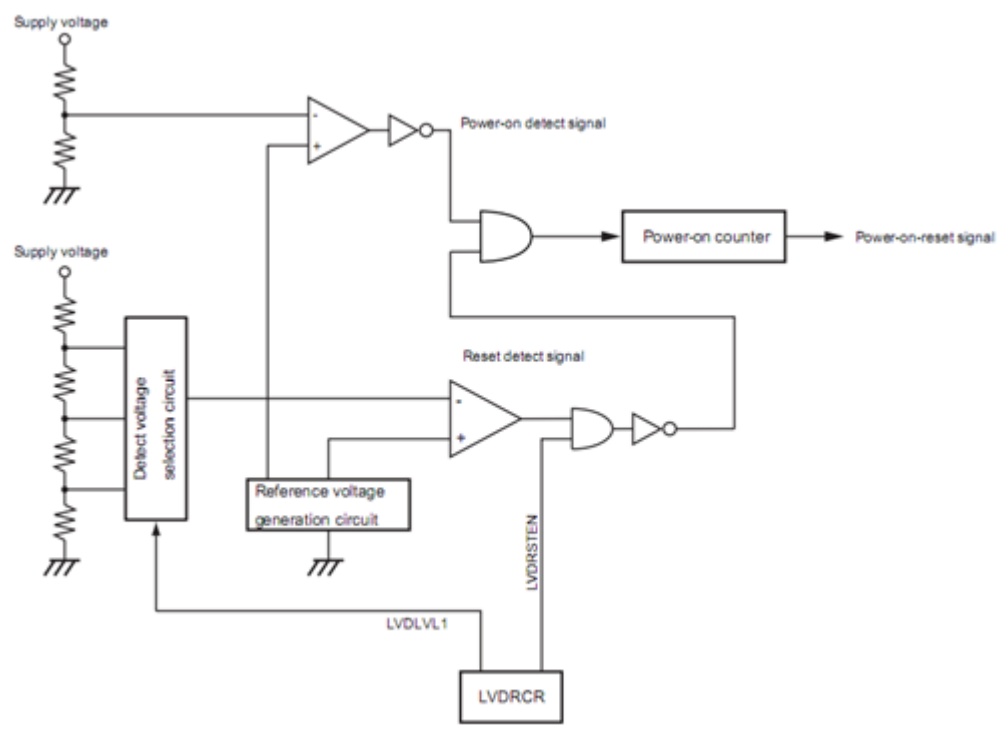 Supply voltage
-
+
Power-on detect signal
Power-on counter
Power-on-reset signal
Supply voltage
Detect voltage
selection circuit
Reset detect signal
-
+
Reference voltage
generation circuit
LVDRSTEN
LVDLVL1
LVDRCR